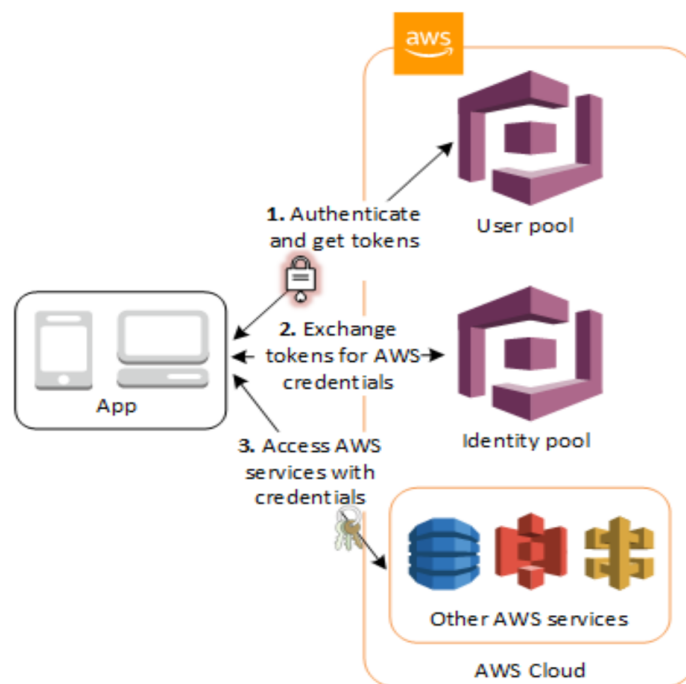 aws
1. Authenticate
and get tokens
User pool
2. Exchange
tokens for AWS
credentials
App
Identity pool
3. Access AWS
services with
credentials
Other AWS services
AWS Cloud